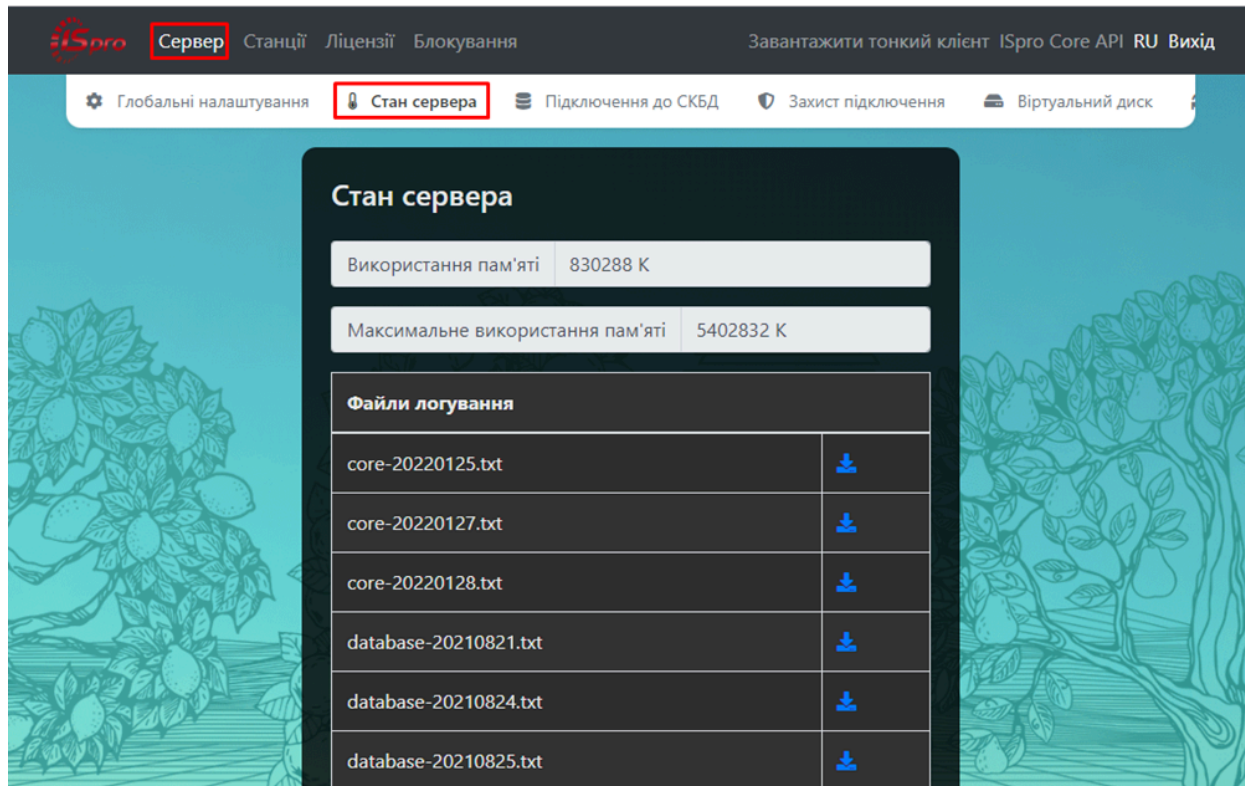 iSpro Сервер Станції Ліцензії Блокування Завантажити тонкий клієнт ISpro Core API RU Вихід
Глобальні налаштування Стан сервера Підключення до СКБД Захист підключення Віртуальний диск
Стан сервера
Використання пам'яті 830288 K
Максимальне використання пам'яті 5402832 K
Файли логування
core-20220125.txt
core-20220127.txt
core-20220128.txt
database-20210821.txt
database-20210824.txt
database-20210825.txt